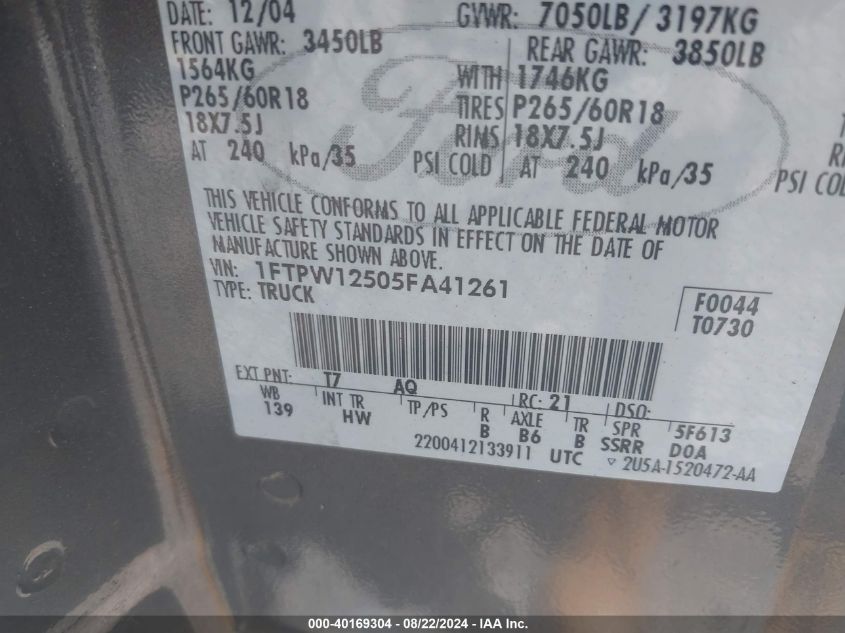 DATE: 12/04 GVWR: 7050LB/ 3197KG
FRONT GAWR: 3450LB REAR GAWR: 3850LB
1564KG WITH 1746KG
P265/60R18 TIRES P265/60R18
18X7.5J RIMS 18X7.5J
AT 240 kPa/35 PSI COLD AT 240 kPa/35 PSI COL
Ford
THIS VEHICLE CONFORMS TO ALL APPLICABLE FEDERAL MOTOR
VEHICLE SAFETY STANDARDS IN EFFECT ON THE DATE OF
MANUFACTURE SHOWN ABOVE.
VIN: 1FTPW12505FA41261
TYPE: TRUCK
F0044
T0730
EXT PNT: T7 AQ RC: 21 DSO:
WB INT TR TP/PS R AXLE TR SPR 5F613
139 HW B B6 B SSRR DOA
2200412133911 UTC ▽ 2U5A-1520472-AA
000-40169304 - 08/22/2024 - IAA Inc.